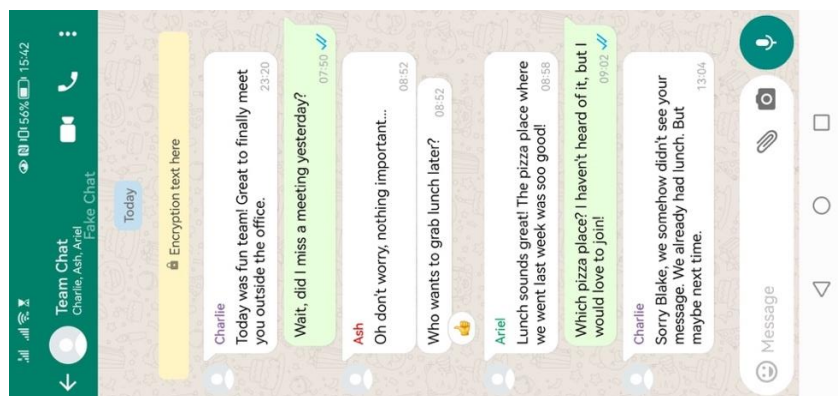 56% 15:42
Team Chat
Charlie, Ash, Ariel
Fake Chat
Today
Encryption text here
Charlie
Today was fun team! Great to finally meet
you outside the office.
23:20
Wait, did I miss a meeting yesterday?
07:50
Ash
Oh don't worry, nothing important...
08:52
Who wants to grab lunch later?
08:52
Ariel
Lunch sounds great! The pizza place where
we went last week was soo good!
08:58
Which pizza place? I haven't heard of it, but I
would love to join!
09:02
Charlie
Sorry Blake, we somehow didn't see your
message. We already had lunch. But
maybe next time.
13:04
Message